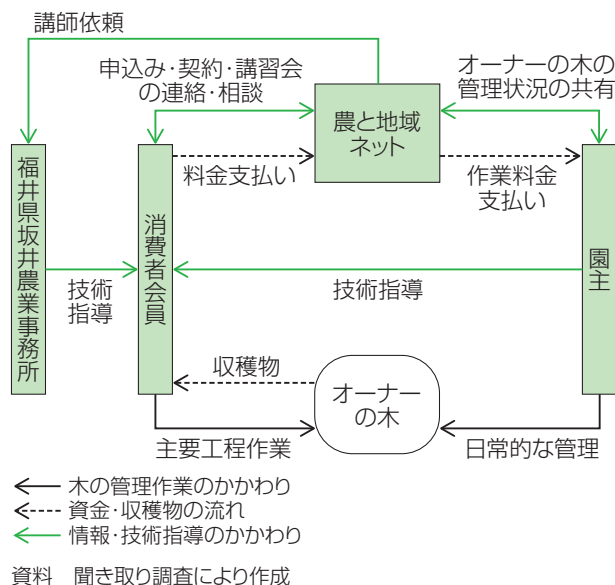 講師依頼
申込み・契約・講習会
の連絡・相談
オーナーの木の
管理状況の共有
農と地域
ネット
料金支払い
作業料金
支払い
福井県坂井農業事務所
消費者会員
園主
技術
指導
技術指導
収穫物
オーナー
の木
主要工程作業
日常的な管理
木の管理作業のかかわり
資金・収穫物の流れ
情報・技術指導のかかわり
資料　聞き取り調査により作成